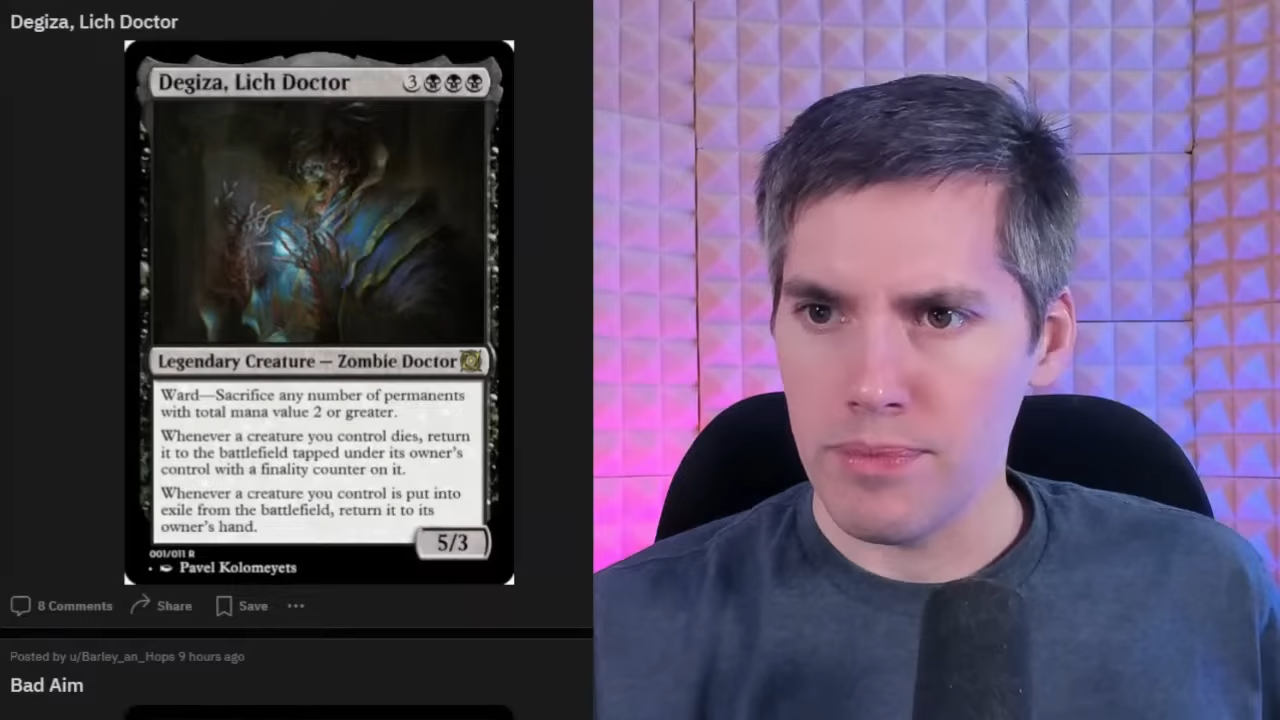 Degiza, Lich Doctor
Degiza, Lich Doctor 3
Legendary Creature — Zombie Doctor
Ward—Sacrifice any number of permanents
with total mana value 2 or greater.
Whenever a creature you control dies, return
it to the battlefield tapped under its owner's
control with a finality counter on it.
Whenever a creature you control is put into
exile from the battlefield, return it to its
owner's hand.
5/3
001/011 R
Pavel Kolomeyets
8 Comments Share Save
Posted by u/Barley_an_Hops 9 hours ago
Bad Aim